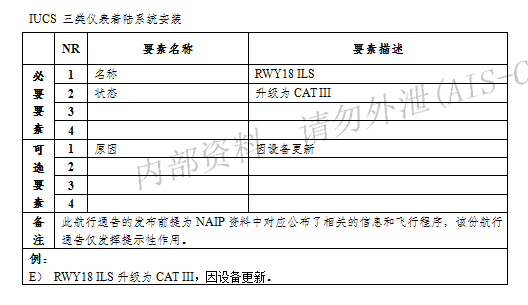 IUCS 三类仪表着陆系统安装
NR 要素名称 要素描述
必要要素
1 名称 RWY18 ILS
2 状态 升级为 CAT III
3
4
可选要素
1 原因 因设备更新
2
3
4
备注
此航行通告的发布前提为 NAIP 资料中对应公布了相关的信息和飞行程序，该份航行
通告仅发挥提示性作用。
例：
E） RWY18 ILS 升级为 CAT III，因设备更新。
内部资料，请勿外泄(AIS-C